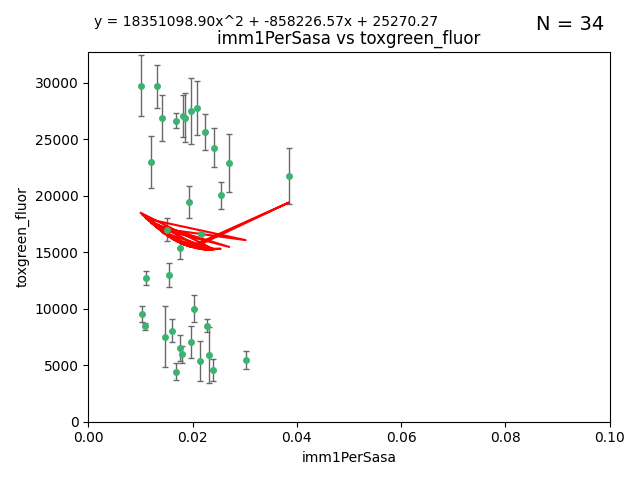 y = 18351098.90x^2 + -858226.57x + 25270.27
N = 34
imm1PerSasa vs toxgreen_fluor
30000
25000
20000
15000
10000
5000
0
toxgreen_fluor
0.00 0.02 0.04 0.06 0.08 0.10
imm1PerSasa